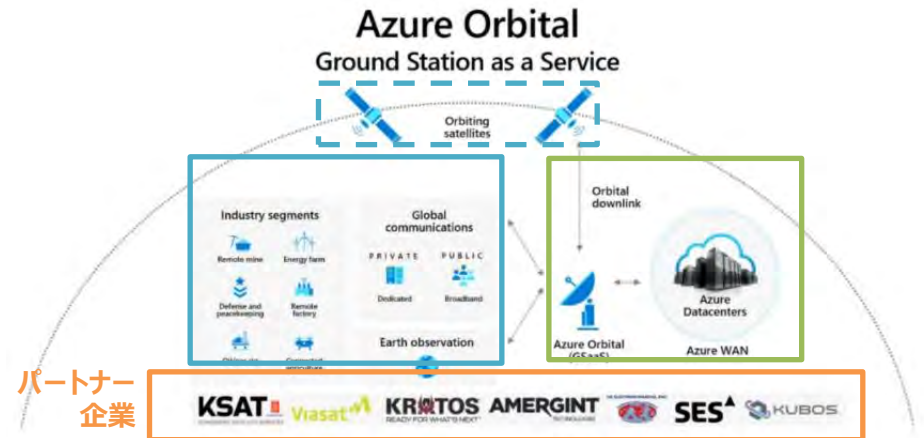 Azure Orbital
Ground Station as a Service
Orbiting
satellites
Orbital
downlink
Industry segments
Remote mine
Energy farm
Defense and
peacekeeping
Remote
factory
Global
communications
PRIVATE
PUBLIC
Dedicated
Broadband
Earth observation
Azure Orbital
(GSaaS)
Azure
Datacenters
Azure WAN
パートナー
企業
KSAT
Viasat
KRATOS
READY FOR WHAT'S NEXT
AMERGINT
TECHNOLOGIES
SES
KUBOS